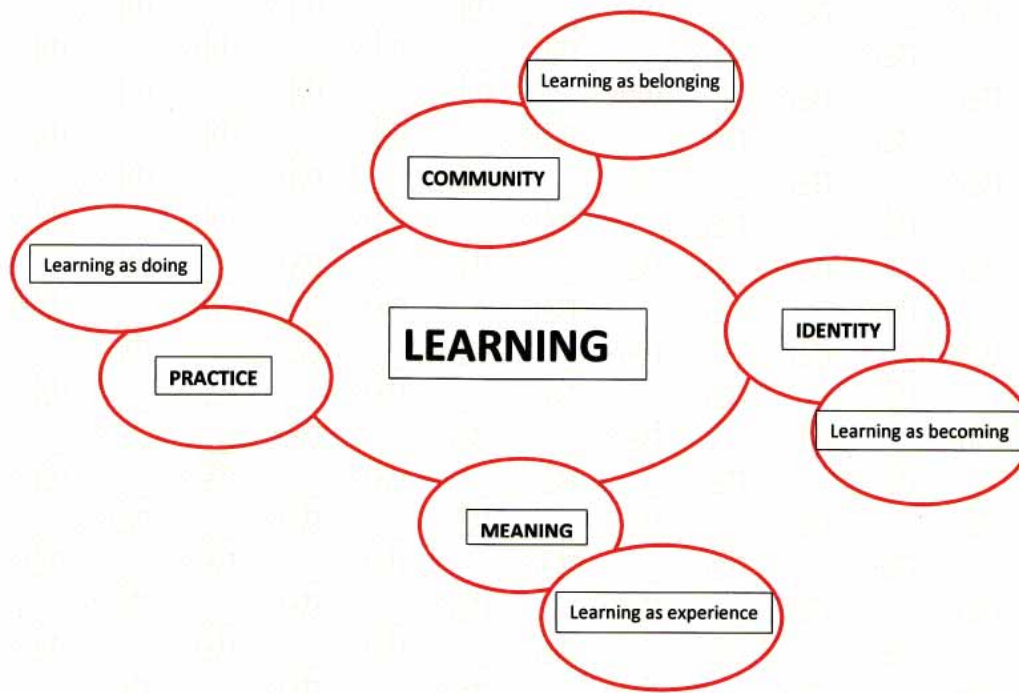 Learning as belonging
COMMUNITY
Learning as doing
LEARNING
IDENTITY
PRACTICE
Learning as becoming
MEANING
Learning as experience